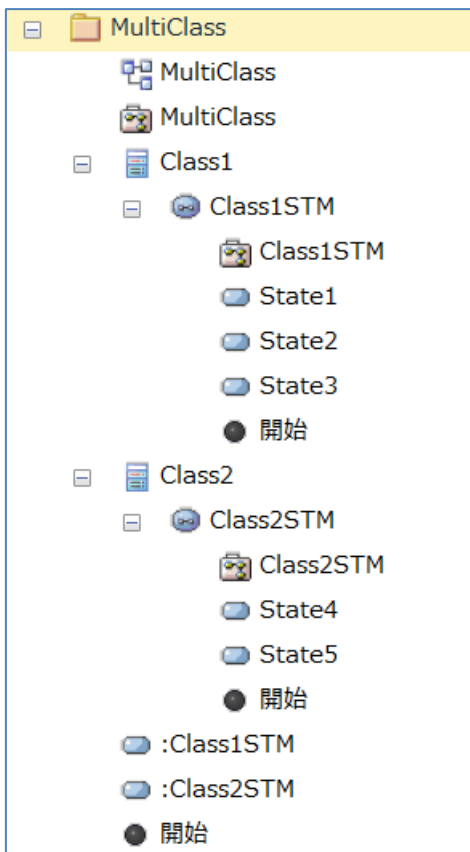 MultiClass
MultiClass
MultiClass
Class1
Class1STM
Class1STM
State1
State2
State3
開始
Class2
Class2STM
Class2STM
State4
State5
開始
:Class1STM
:Class2STM
開始